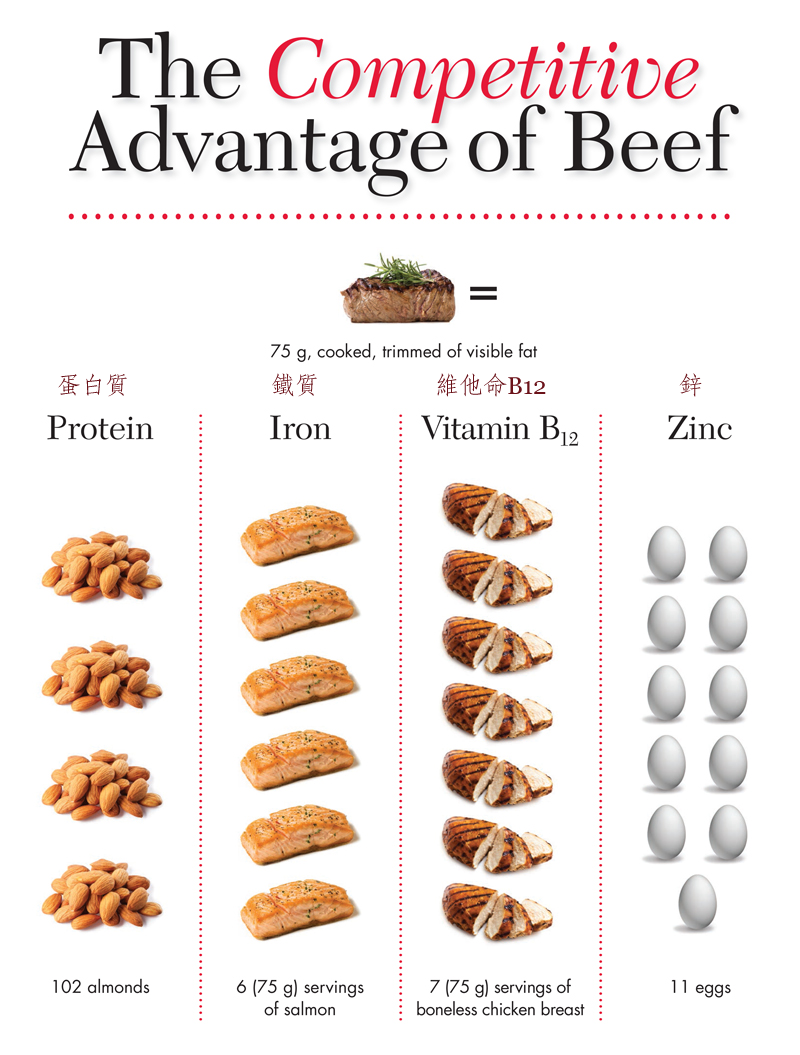 The Competitive
Advantage of Beef
=
75 g, cooked, trimmed of visible fat
蛋白質
鐵質
維他命B12
鋅
Protein
Iron
Vitamin B₁₂
Zinc
102 almonds
6 (75 g) servings
of salmon
7 (75 g) servings of
boneless chicken breast
11 eggs